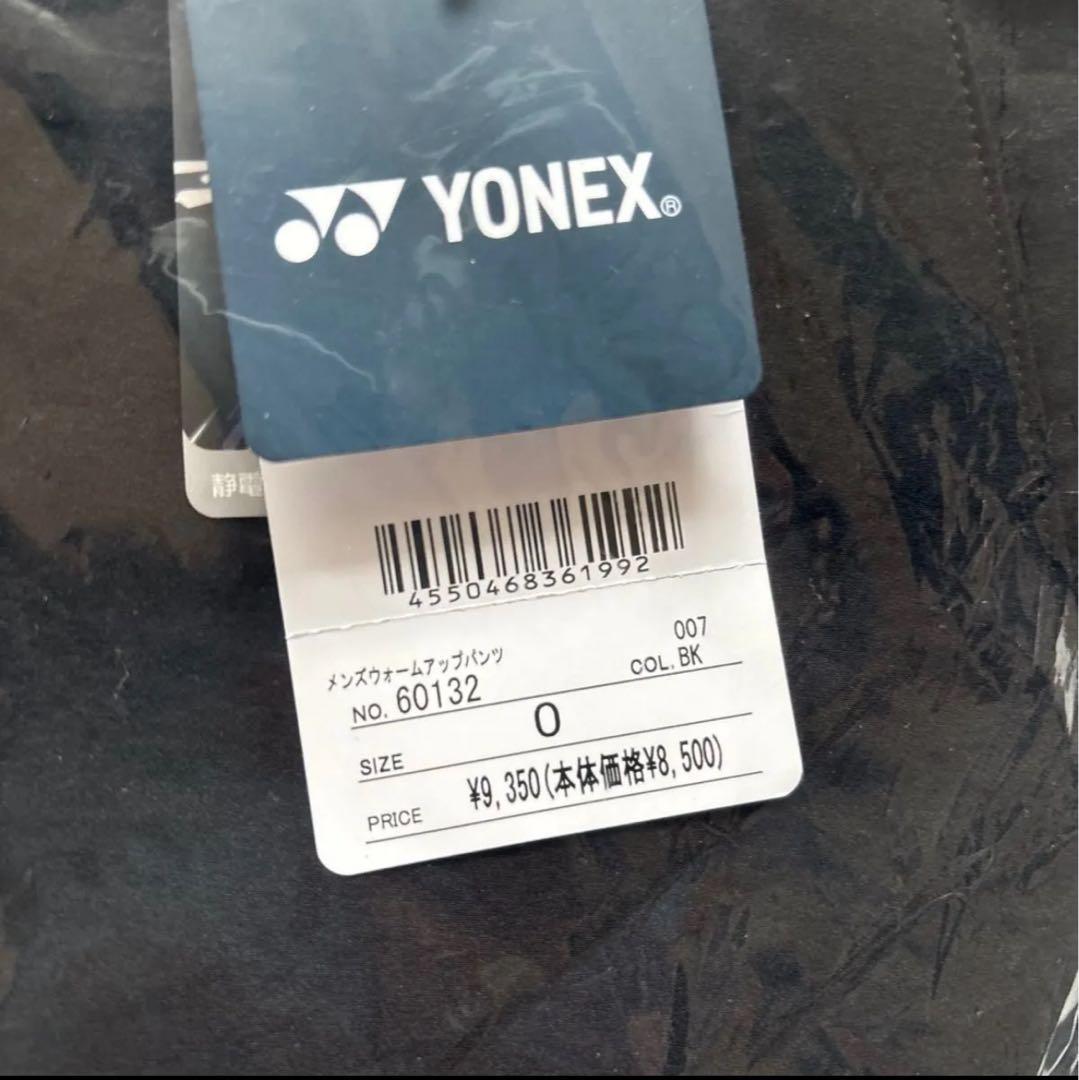 YONEX®
静電
4550468361992
メンズウォームアップパンツ
007
NO. 60132
COL. BK
SIZE O
PRICE ¥9,350(本体価格¥8,500)